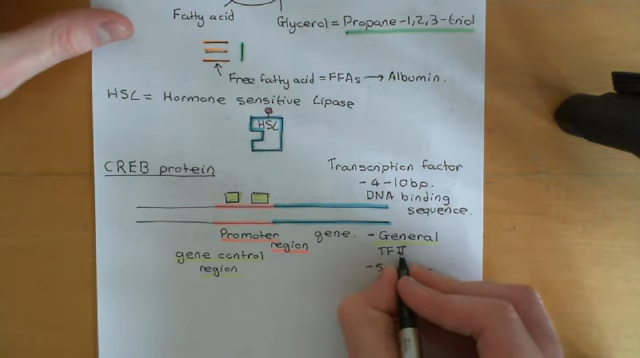 Fatty acid
Glycerol = Propane-1,2,3-triol
Free fatty acid = FFAs → Albumin.
HSL = Hormone sensitive Lipase
HSL
CREB protein
Transcription factor
- 4-10bp.
DNA binding
sequence.
Promoter
region
gene.
gene control
region
- General
TFII
- s